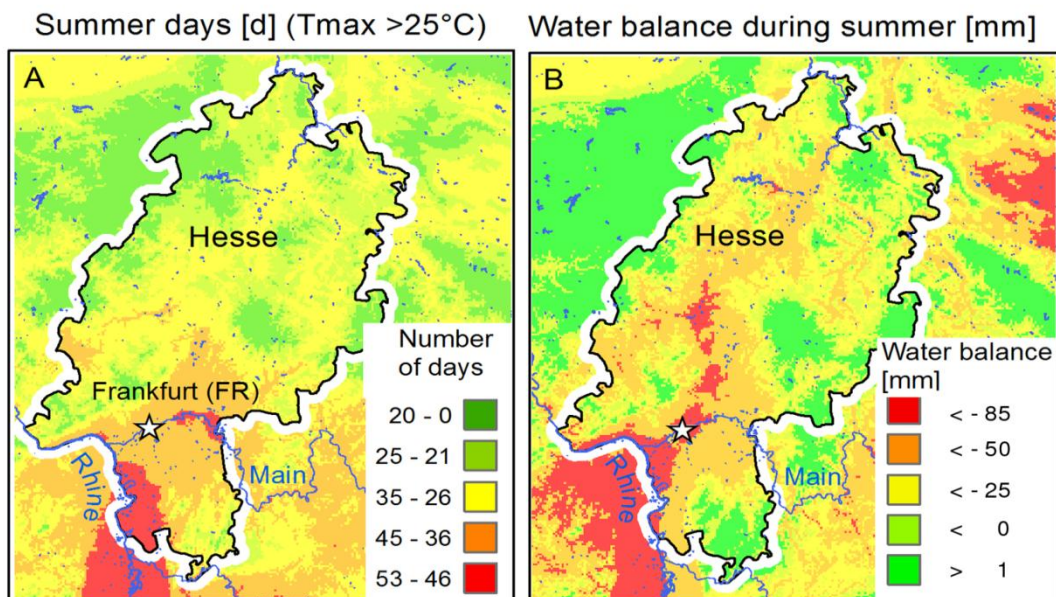 Summer days [d] (Tmax >25°C)
A
Hesse
Frankfurt (FR)
Rhine
Main
Number
of days
20 - 0
25 - 21
35 - 26
45 - 36
53 - 46
Water balance during summer [mm]
B
Hesse
Rhine
Main
Water balance
[mm]
< - 85
< - 50
< - 25
< 0
> 1